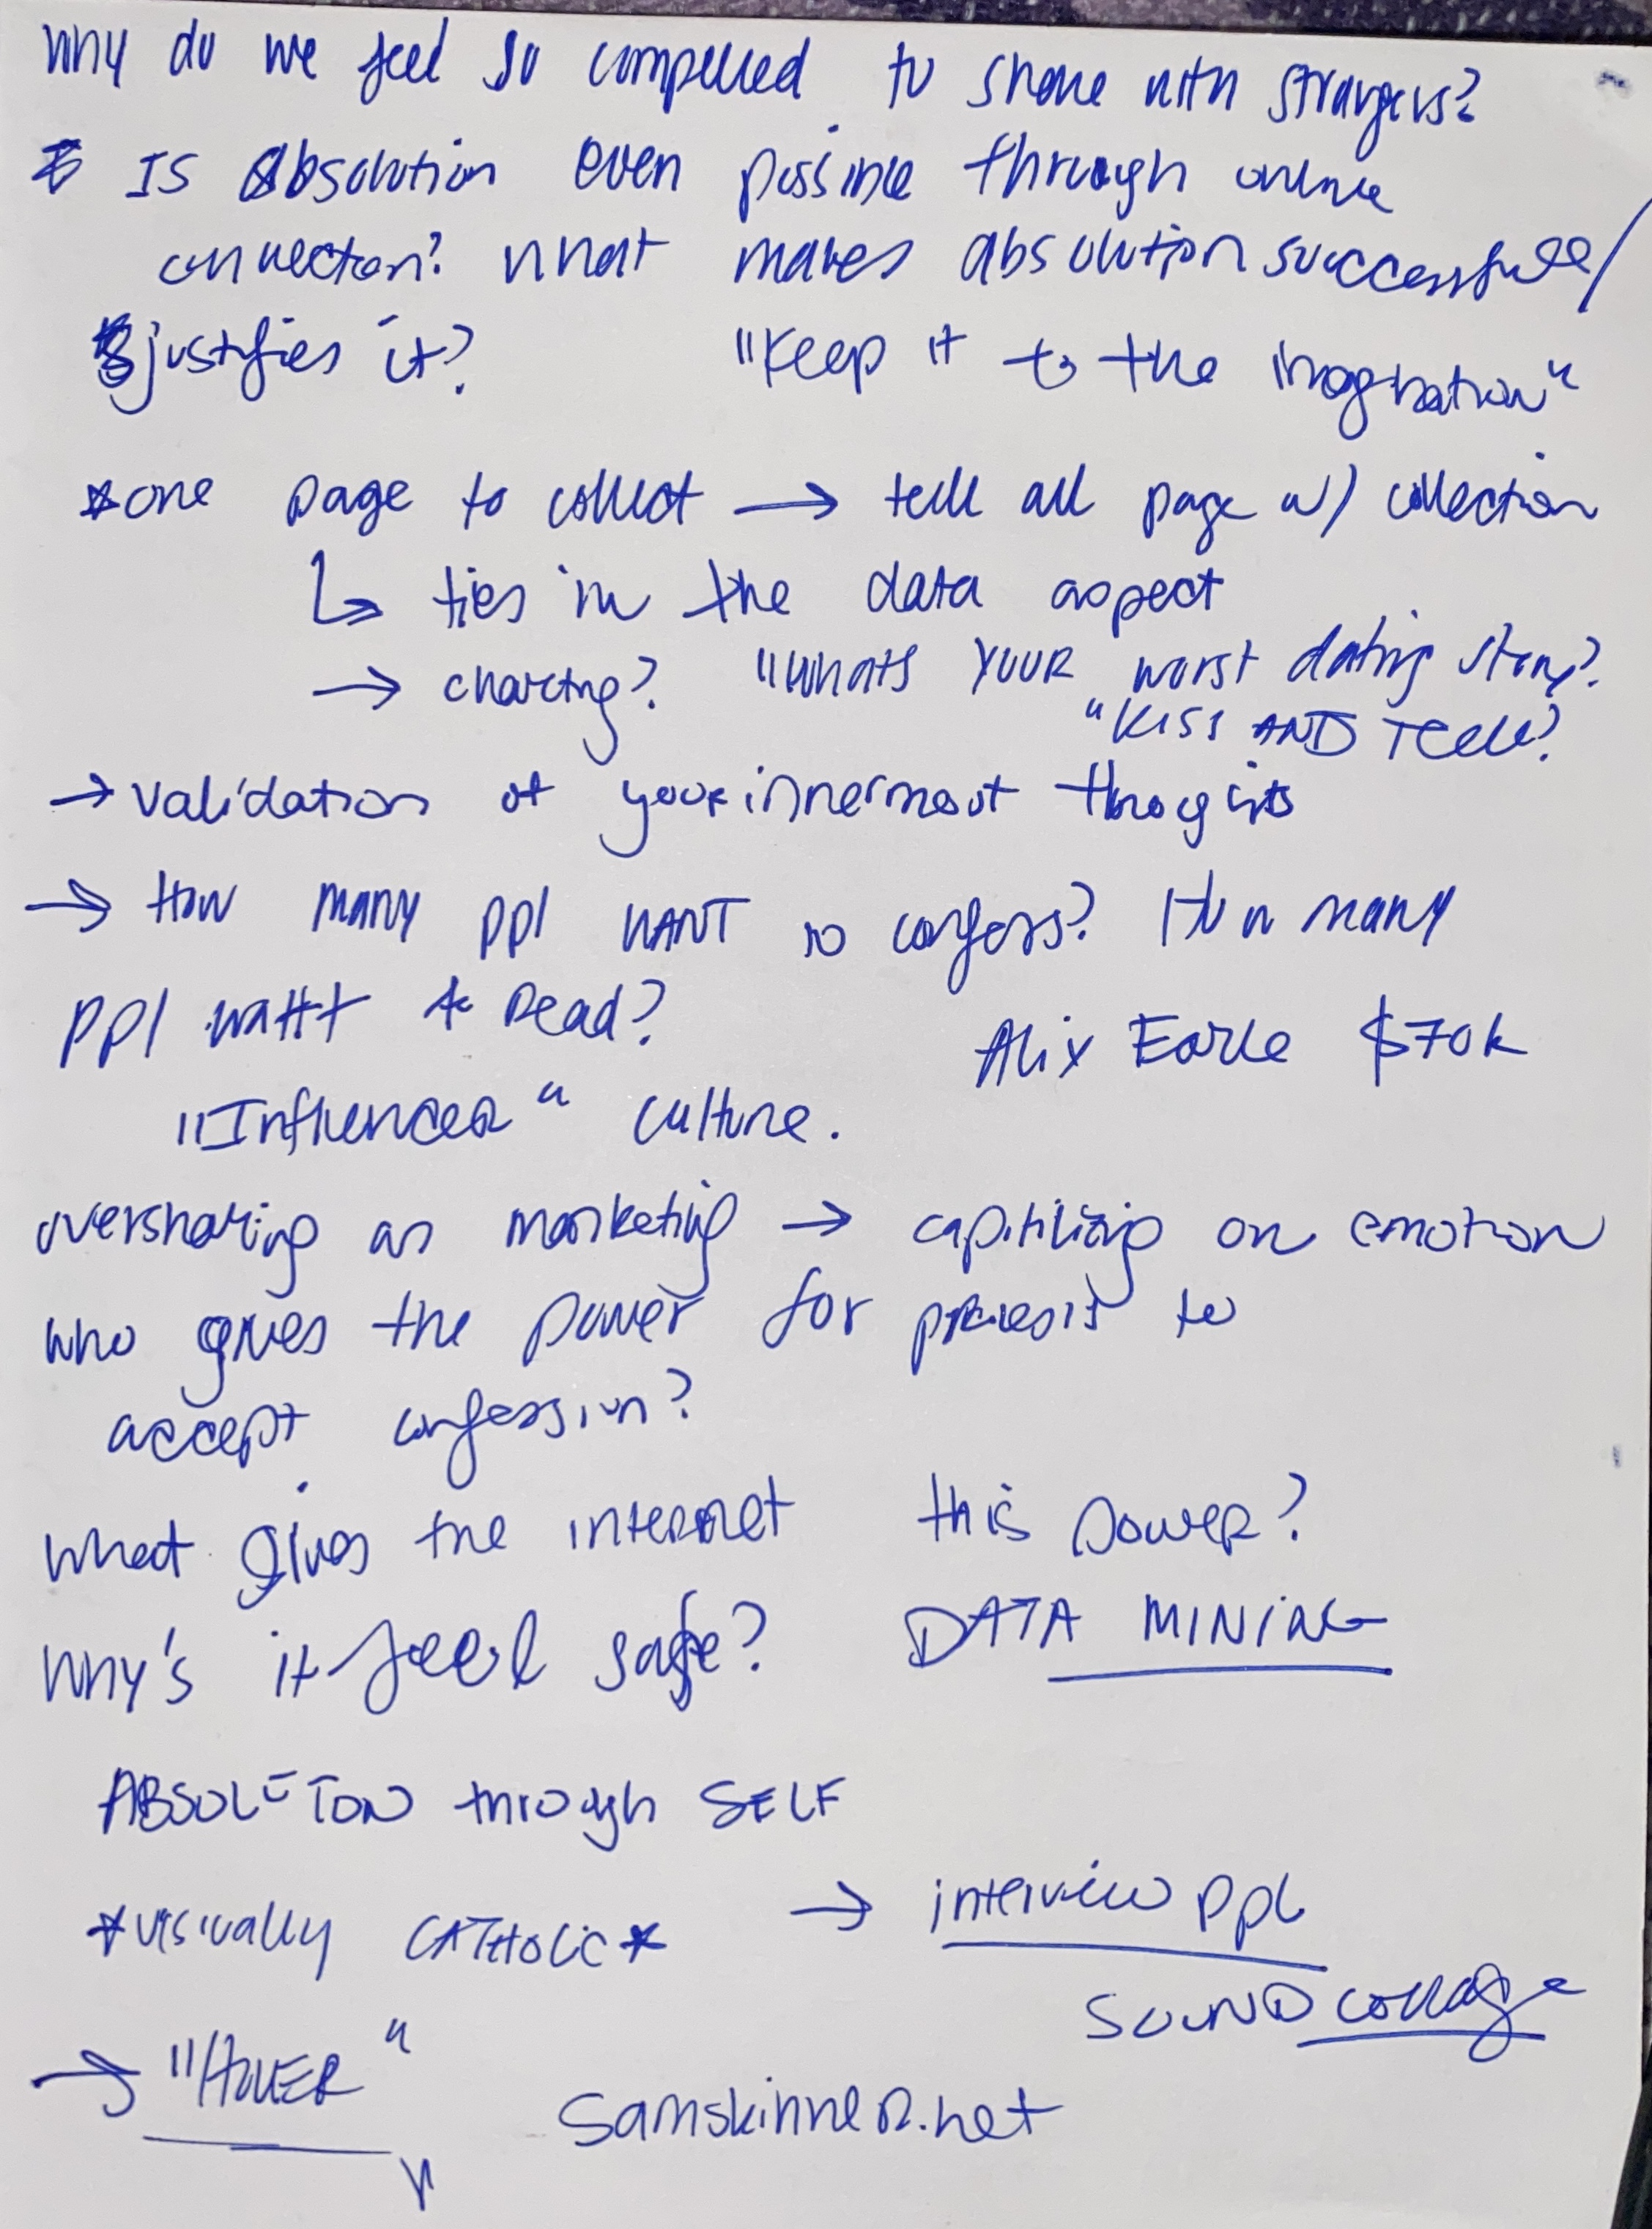 Why do we feel so compelled to share with strangers?
* Is Absolution even possible through online
connection? What makes absolution successful/
justifies it? "Keep it to the imagination"
*one page to collect → tell all page w/ collection
↳ ties in the data aspect
→ charting? "WHATS YOUR worst dating story?
"KISS AND TELL?
→ validation of your innermost thoughts
→ How many ppl WANT to confess? How many
ppl want to Read?
Alix Earle $70k
"Influencer" culture.
oversharing as marketing → capitilizing on emotion
who gives the power for priests to
accept confession?
what gives the internet this power?
Why's it feel safe? DATA MINING
ABSOLUTION through SELF
*visually CATHOLIC* → interview ppl
SOUND collage
→ "HOVER"
samskinner.net